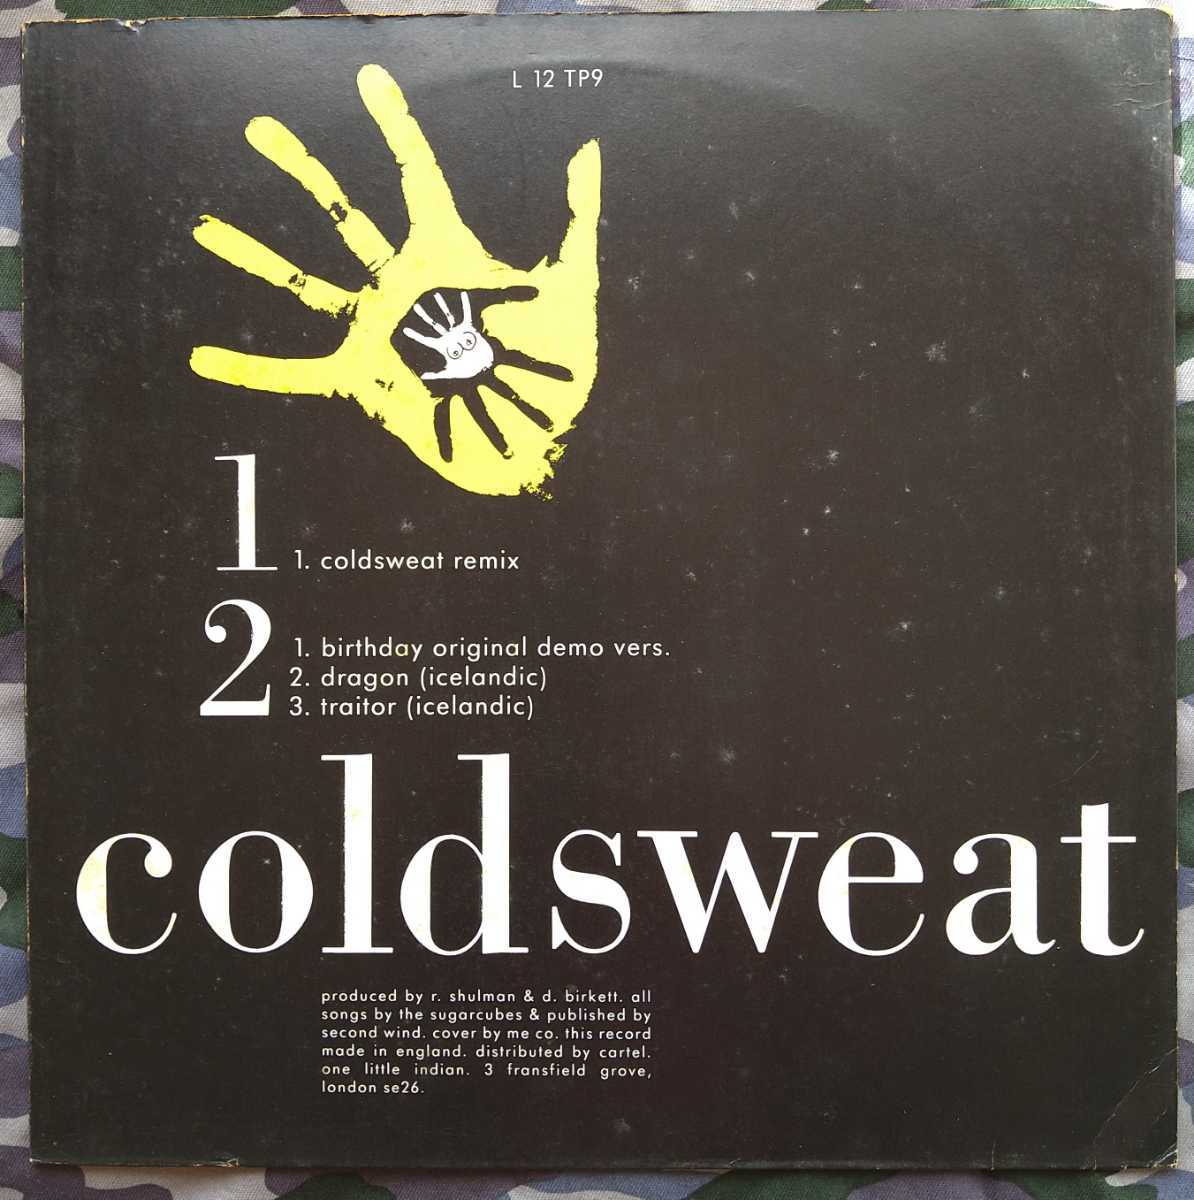 L 12 TP9
1
1. coldsweat remix
2
1. birthday original demo vers.
2. dragon (icelandic)
3. traitor (icelandic)
coldsweat
produced by r. shulman & d. birkett. all
songs by the sugarcubes & published by
second wind. cover by me co. this record
made in england. distributed by cartel.
one little indian. 3 fransfield grove,
london se26.